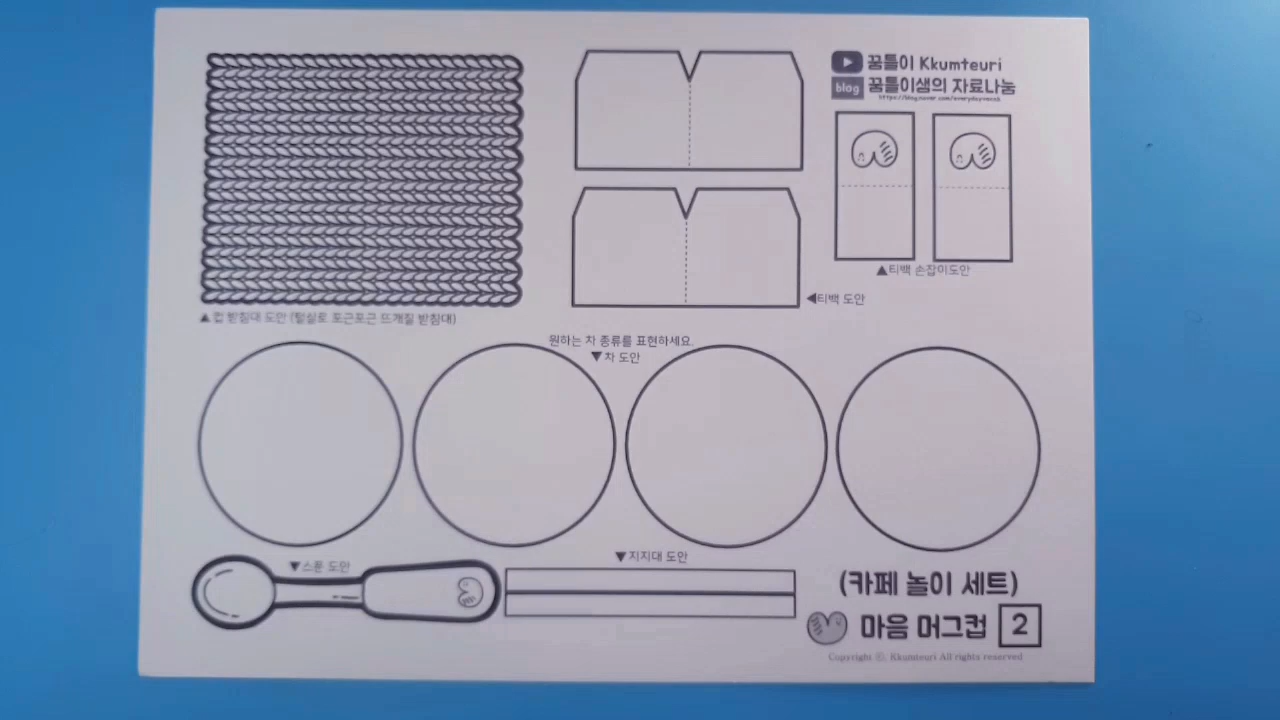 꿈틀이 Kkumteuri
blog 꿈틀이쌤의 자료나눔
▲티백 손잡이도안
◀티백 도안
▲컵 받침대 도안 (털실로 포근포근 뜨개질 받침대)
원하는 차 종류를 표현하세요.
▼차 도안
▼지지대 도안
▼스푼 도안
(카페 놀이 세트)
마음 머그컵 2
Copyright ⓒ. Kkumteuri All rights reserved